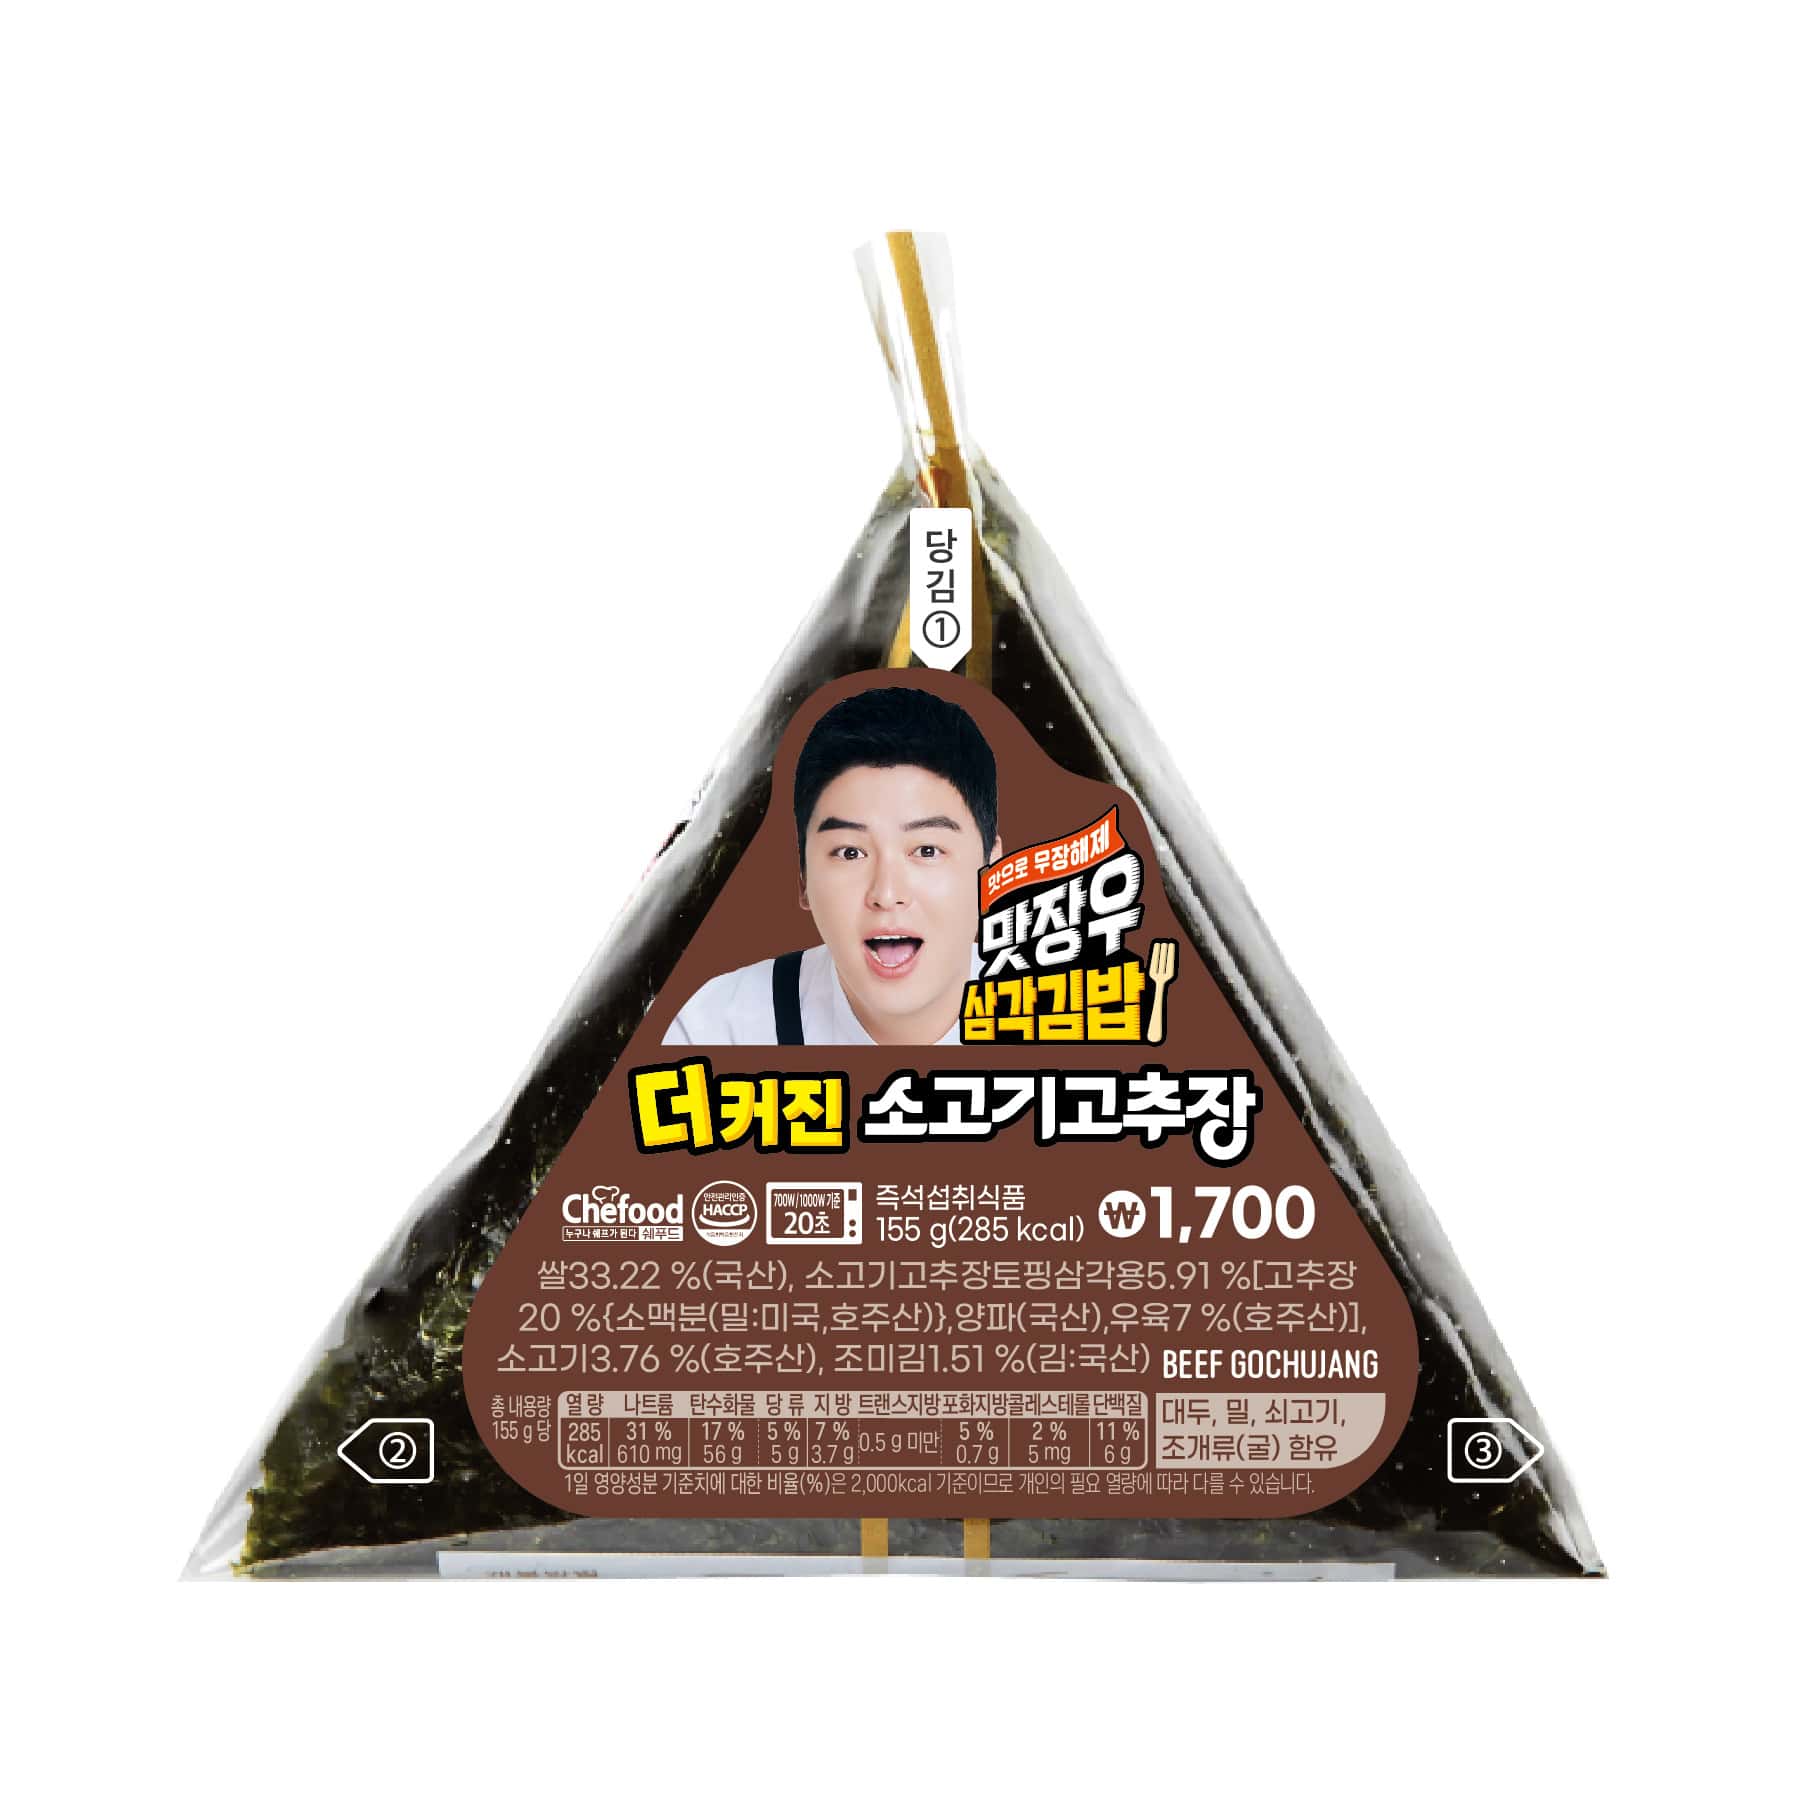 당
김
①
맛으로 무장해제
맛장우
삼각김밥
더커진 소고기고추장
Chefood
누구나 쉐프가 된다 쉐푸드
안전관리인증
HACCP
700W/1000W 기준
20초
즉석섭취식품
155 g(285 kcal)
₩1,700
쌀33.22 %(국산), 소고기고추장토핑삼각용5.91 %[고추장
20 %{소맥분(밀:미국,호주산)},양파(국산),우육7 %(호주산)],
소고기3.76 %(호주산), 조미김1.51 %(김:국산) BEEF GOCHUJANG
총 내용량
155 g 당
열 량 나트륨 탄수화물 당 류 지 방 트랜스지방 포화지방 콜레스테롤 단백질
285 31 % 17 % 5 % 7 % 0.5 g 미만 5 % 2 % 11 %
kcal 610 mg 56 g 5 g 3.7 g 0.7 g 5 mg 6 g
대두, 밀, 쇠고기,
조개류(굴) 함유
1일 영양성분 기준치에 대한 비율(%)은 2,000kcal 기준이므로 개인의 필요 열량에 따라 다를 수 있습니다.
②
③